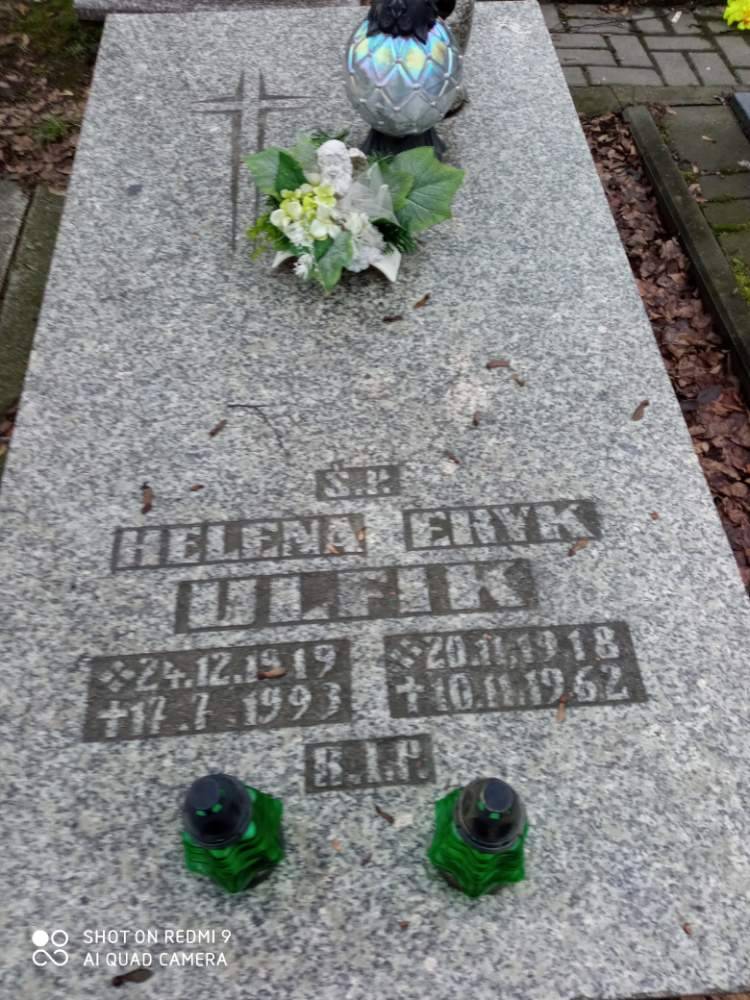 Ś.P.
HELENA ERYK
ULFIK
24.12.1919 20.11.1918
17.7 1993 10.11.1962
R.I.P.
SHOT ON REDMI 9
AI QUAD CAMERA